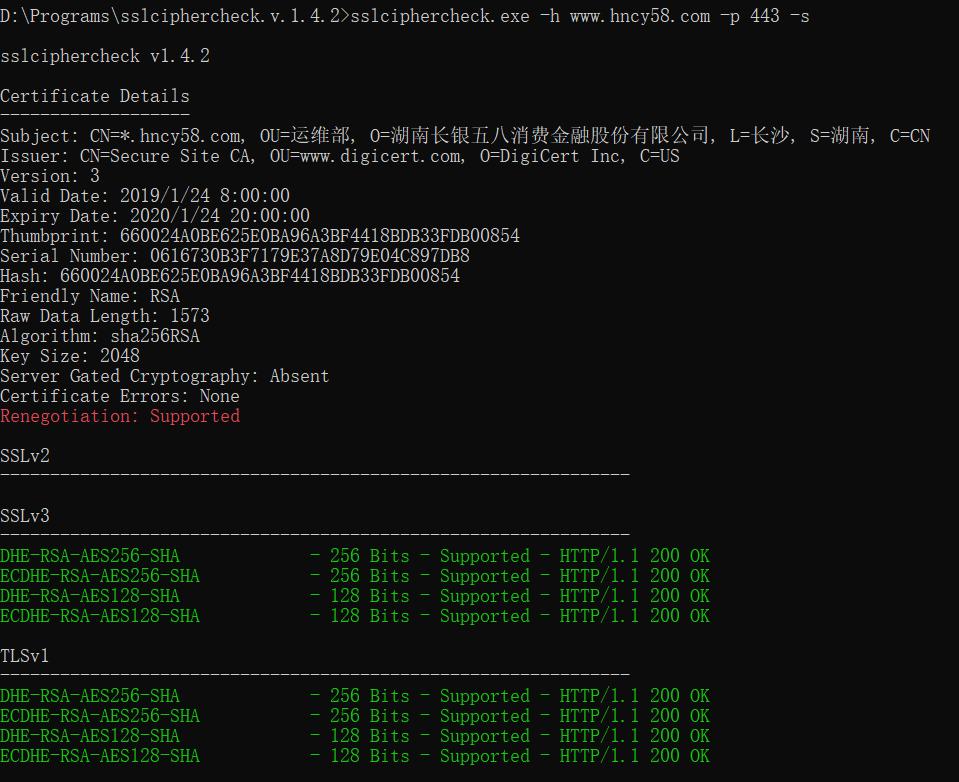 D:\Programs\sslciphercheck.v.1.4.2>sslciphercheck.exe -h www.hncy58.com -p 443 -s
sslciphercheck v1.4.2
Certificate Details
-------------------
Subject: CN=*.hncy58.com, OU=运维部, O=湖南长银五八消费金融股份有限公司, L=长沙, S=湖南, C=CN
Issuer: CN=Secure Site CA, OU=www.digicert.com, O=DigiCert Inc, C=US
Version: 3
Valid Date: 2019/1/24 8:00:00
Expiry Date: 2020/1/24 20:00:00
Thumbprint: 660024A0BE625E0BA96A3BF4418BDB33FDB00854
Serial Number: 0616730B3F7179E37A8D79E04C897DB8
Hash: 660024A0BE625E0BA96A3BF4418BDB33FDB00854
Friendly Name: RSA
Raw Data Length: 1573
Algorithm: sha256RSA
Key Size: 2048
Server Gated Cryptography: Absent
Certificate Errors: None
Renegotiation: Supported
SSLv2
---------------------------------------------------------------
SSLv3
---------------------------------------------------------------
DHE-RSA-AES256-SHA             - 256 Bits - Supported - HTTP/1.1 200 OK
ECDHE-RSA-AES256-SHA           - 256 Bits - Supported - HTTP/1.1 200 OK
DHE-RSA-AES128-SHA             - 128 Bits - Supported - HTTP/1.1 200 OK
ECDHE-RSA-AES128-SHA           - 128 Bits - Supported - HTTP/1.1 200 OK
TLSv1
---------------------------------------------------------------
DHE-RSA-AES256-SHA             - 256 Bits - Supported - HTTP/1.1 200 OK
ECDHE-RSA-AES256-SHA           - 256 Bits - Supported - HTTP/1.1 200 OK
DHE-RSA-AES128-SHA             - 128 Bits - Supported - HTTP/1.1 200 OK
ECDHE-RSA-AES128-SHA           - 128 Bits - Supported - HTTP/1.1 200 OK